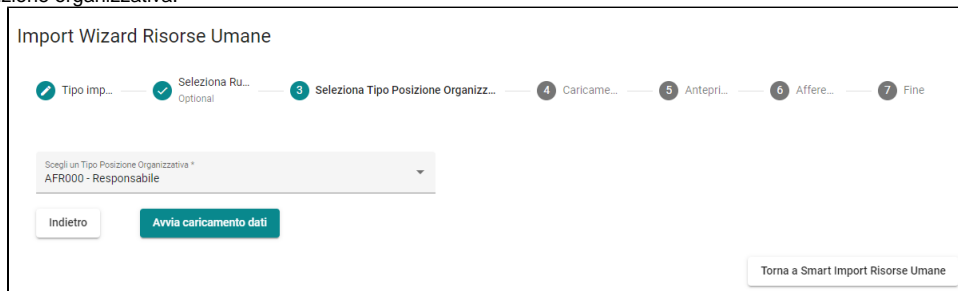 zione organizzativa.
Import Wizard Risorse Umane
Tipo imp...
Seleziona Ru...
Optional
3 Seleziona Tipo Posizione Organizz...
4 Caricame...
5 Antepri...
6 Affere...
7 Fine
Scegli un Tipo Posizione Organizzativa *
AFR000 - Responsabile
Indietro
Avvia caricamento dati
Torna a Smart Import Risorse Umane